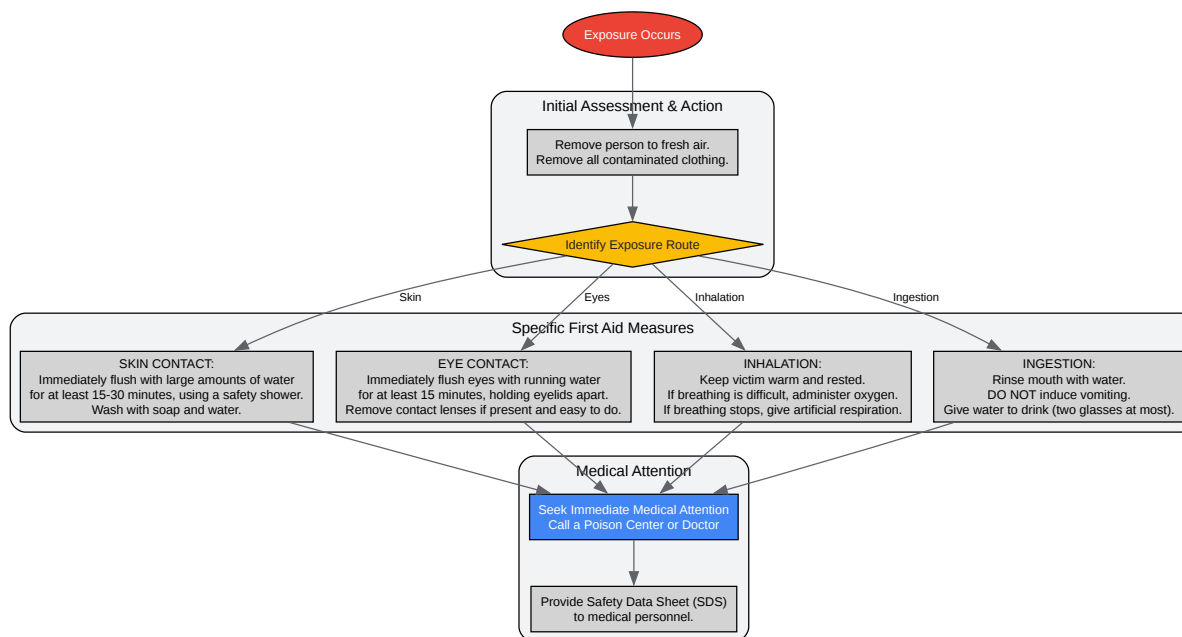 Exposure Occurs
Initial Assessment & Action
Remove person to fresh air.
Remove all contaminated clothing.
Identify Exposure Route
Skin
Eyes
Inhalation
Ingestion
Specific First Aid Measures
SKIN CONTACT:
Immediately flush with large amounts of water
for at least 15-30 minutes, using a safety shower.
Wash with soap and water.
EYE CONTACT:
Immediately flush eyes with running water
for at least 15 minutes, holding eyelids apart.
Remove contact lenses if present and easy to do.
INHALATION:
Keep victim warm and rested.
If breathing is difficult, administer oxygen.
If breathing stops, give artificial respiration.
INGESTION:
Rinse mouth with water.
DO NOT induce vomiting.
Give water to drink (two glasses at most).
Medical Attention
Seek Immediate Medical Attention
Call a Poison Center or Doctor
Provide Safety Data Sheet (SDS)
to medical personnel.